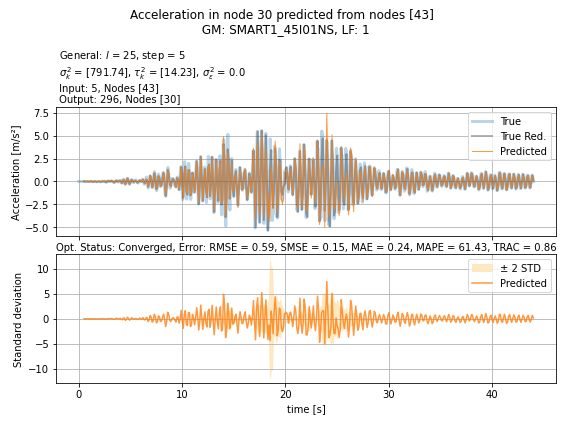 Acceleration in node 30 predicted from nodes [43]
GM: SMART1_45I01NS, LF: 1
General: l = 25, step = 5
σ²ₖ = [791.74], τ²ₖ = [14.23], σ²ε = 0.0
Input: 5, Nodes [43]
Output: 296, Nodes [30]
7.5
5.0
2.5
0.0
−2.5
−5.0
Acceleration [m/s²]
True
True Red.
Predicted
Opt. Status: Converged, Error: RMSE = 0.59, SMSE = 0.15, MAE = 0.24, MAPE = 61.43, TRAC = 0.86
10
5
0
−5
−10
Standard deviation
± 2 STD
Predicted
0 10 20 30 40
time [s]